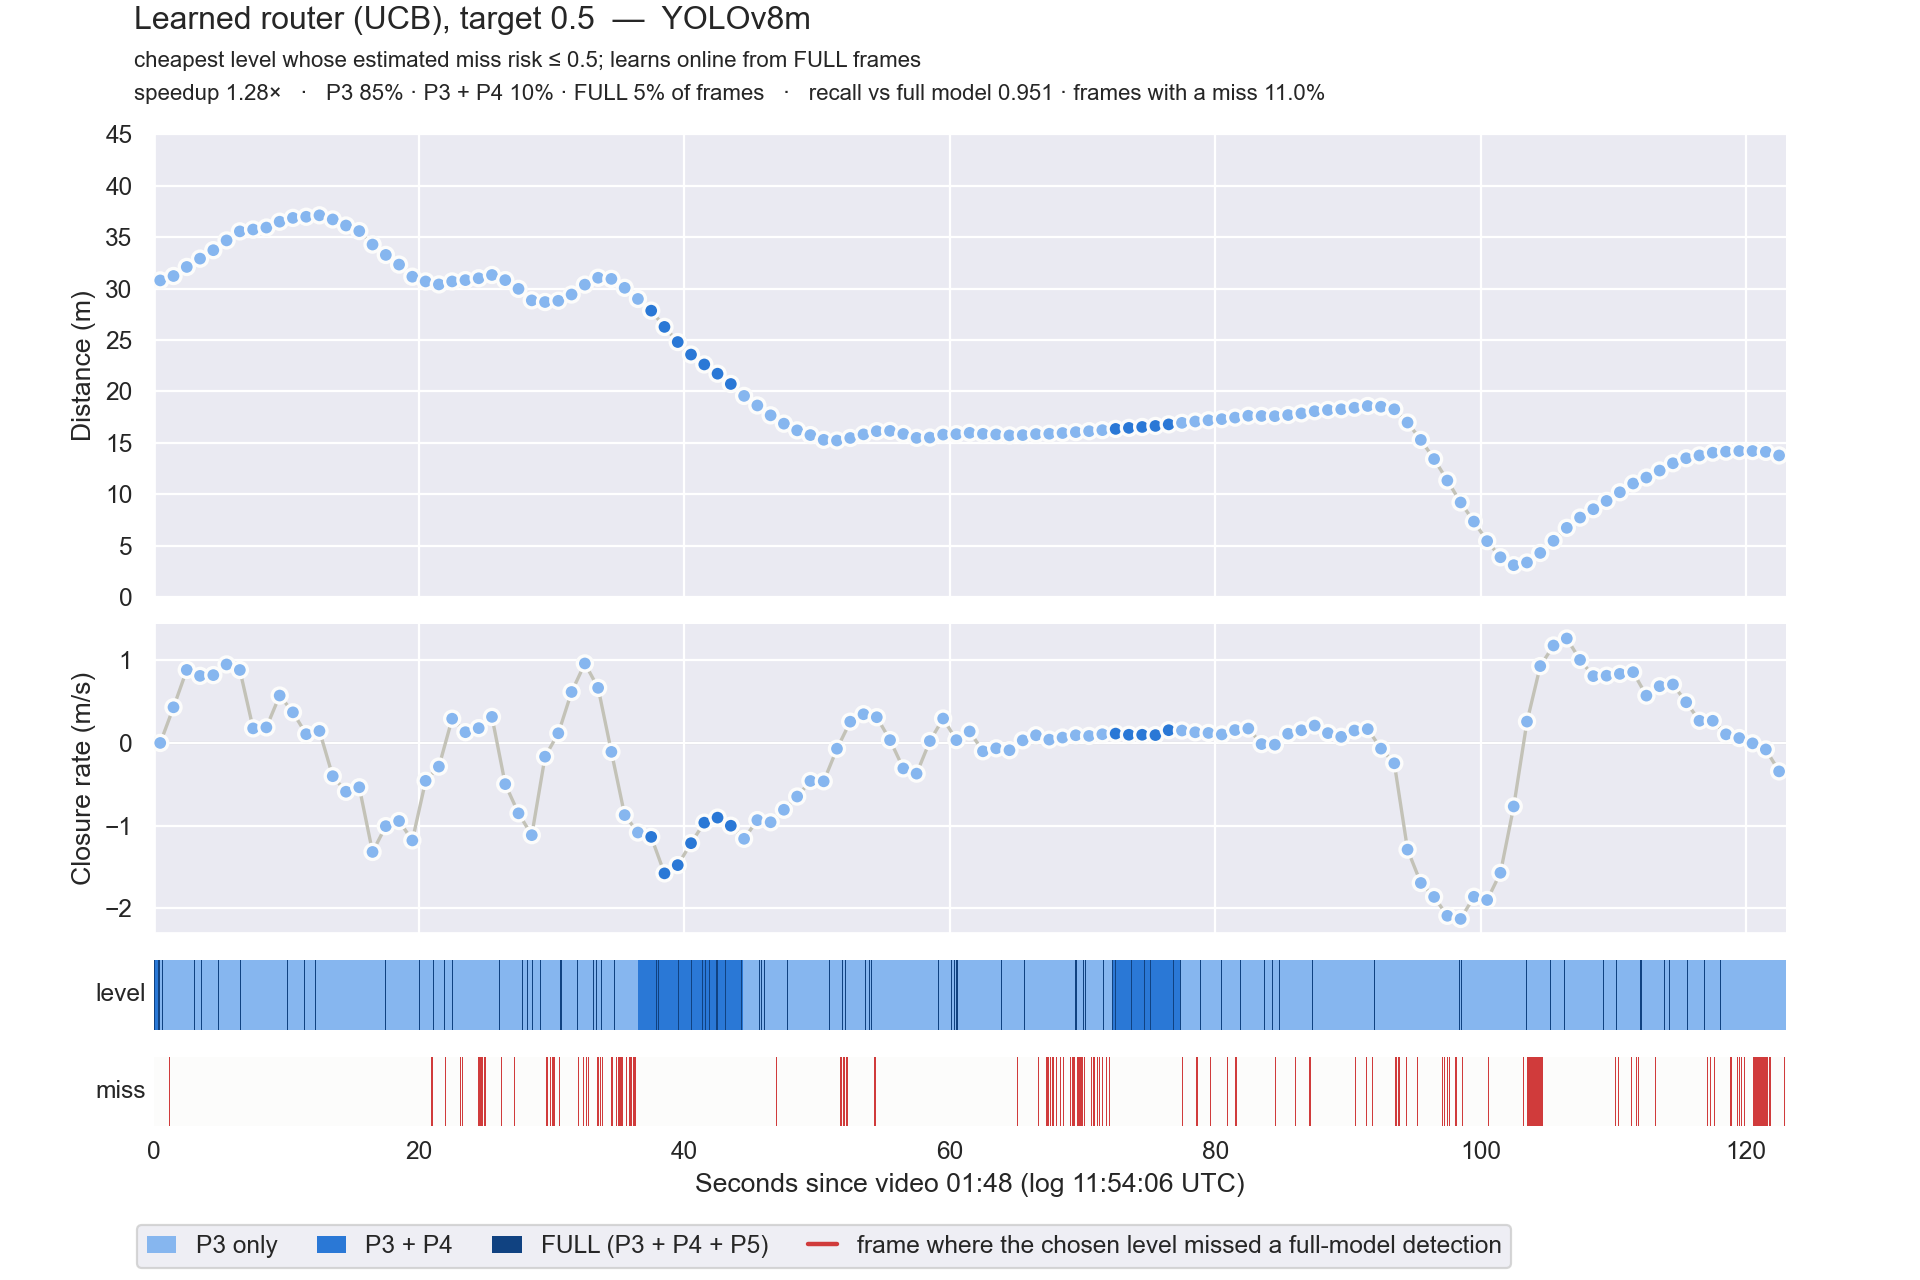 Learned router (UCB), target 0.5 — YOLOv8m
cheapest level whose estimated miss risk ≤ 0.5; learns online from FULL frames
speedup 1.28× · P3 85% · P3 + P4 10% · FULL 5% of frames · recall vs full model 0.951 · frames with a miss 11.0%
45
40
35
30
25
20
15
10
5
0
Distance (m)
1
0
−1
−2
Closure rate (m/s)
level
miss
0 20 40 60 80 100 120
Seconds since video 01:48 (log 11:54:06 UTC)
P3 only P3 + P4 FULL (P3 + P4 + P5) frame where the chosen level missed a full-model detection